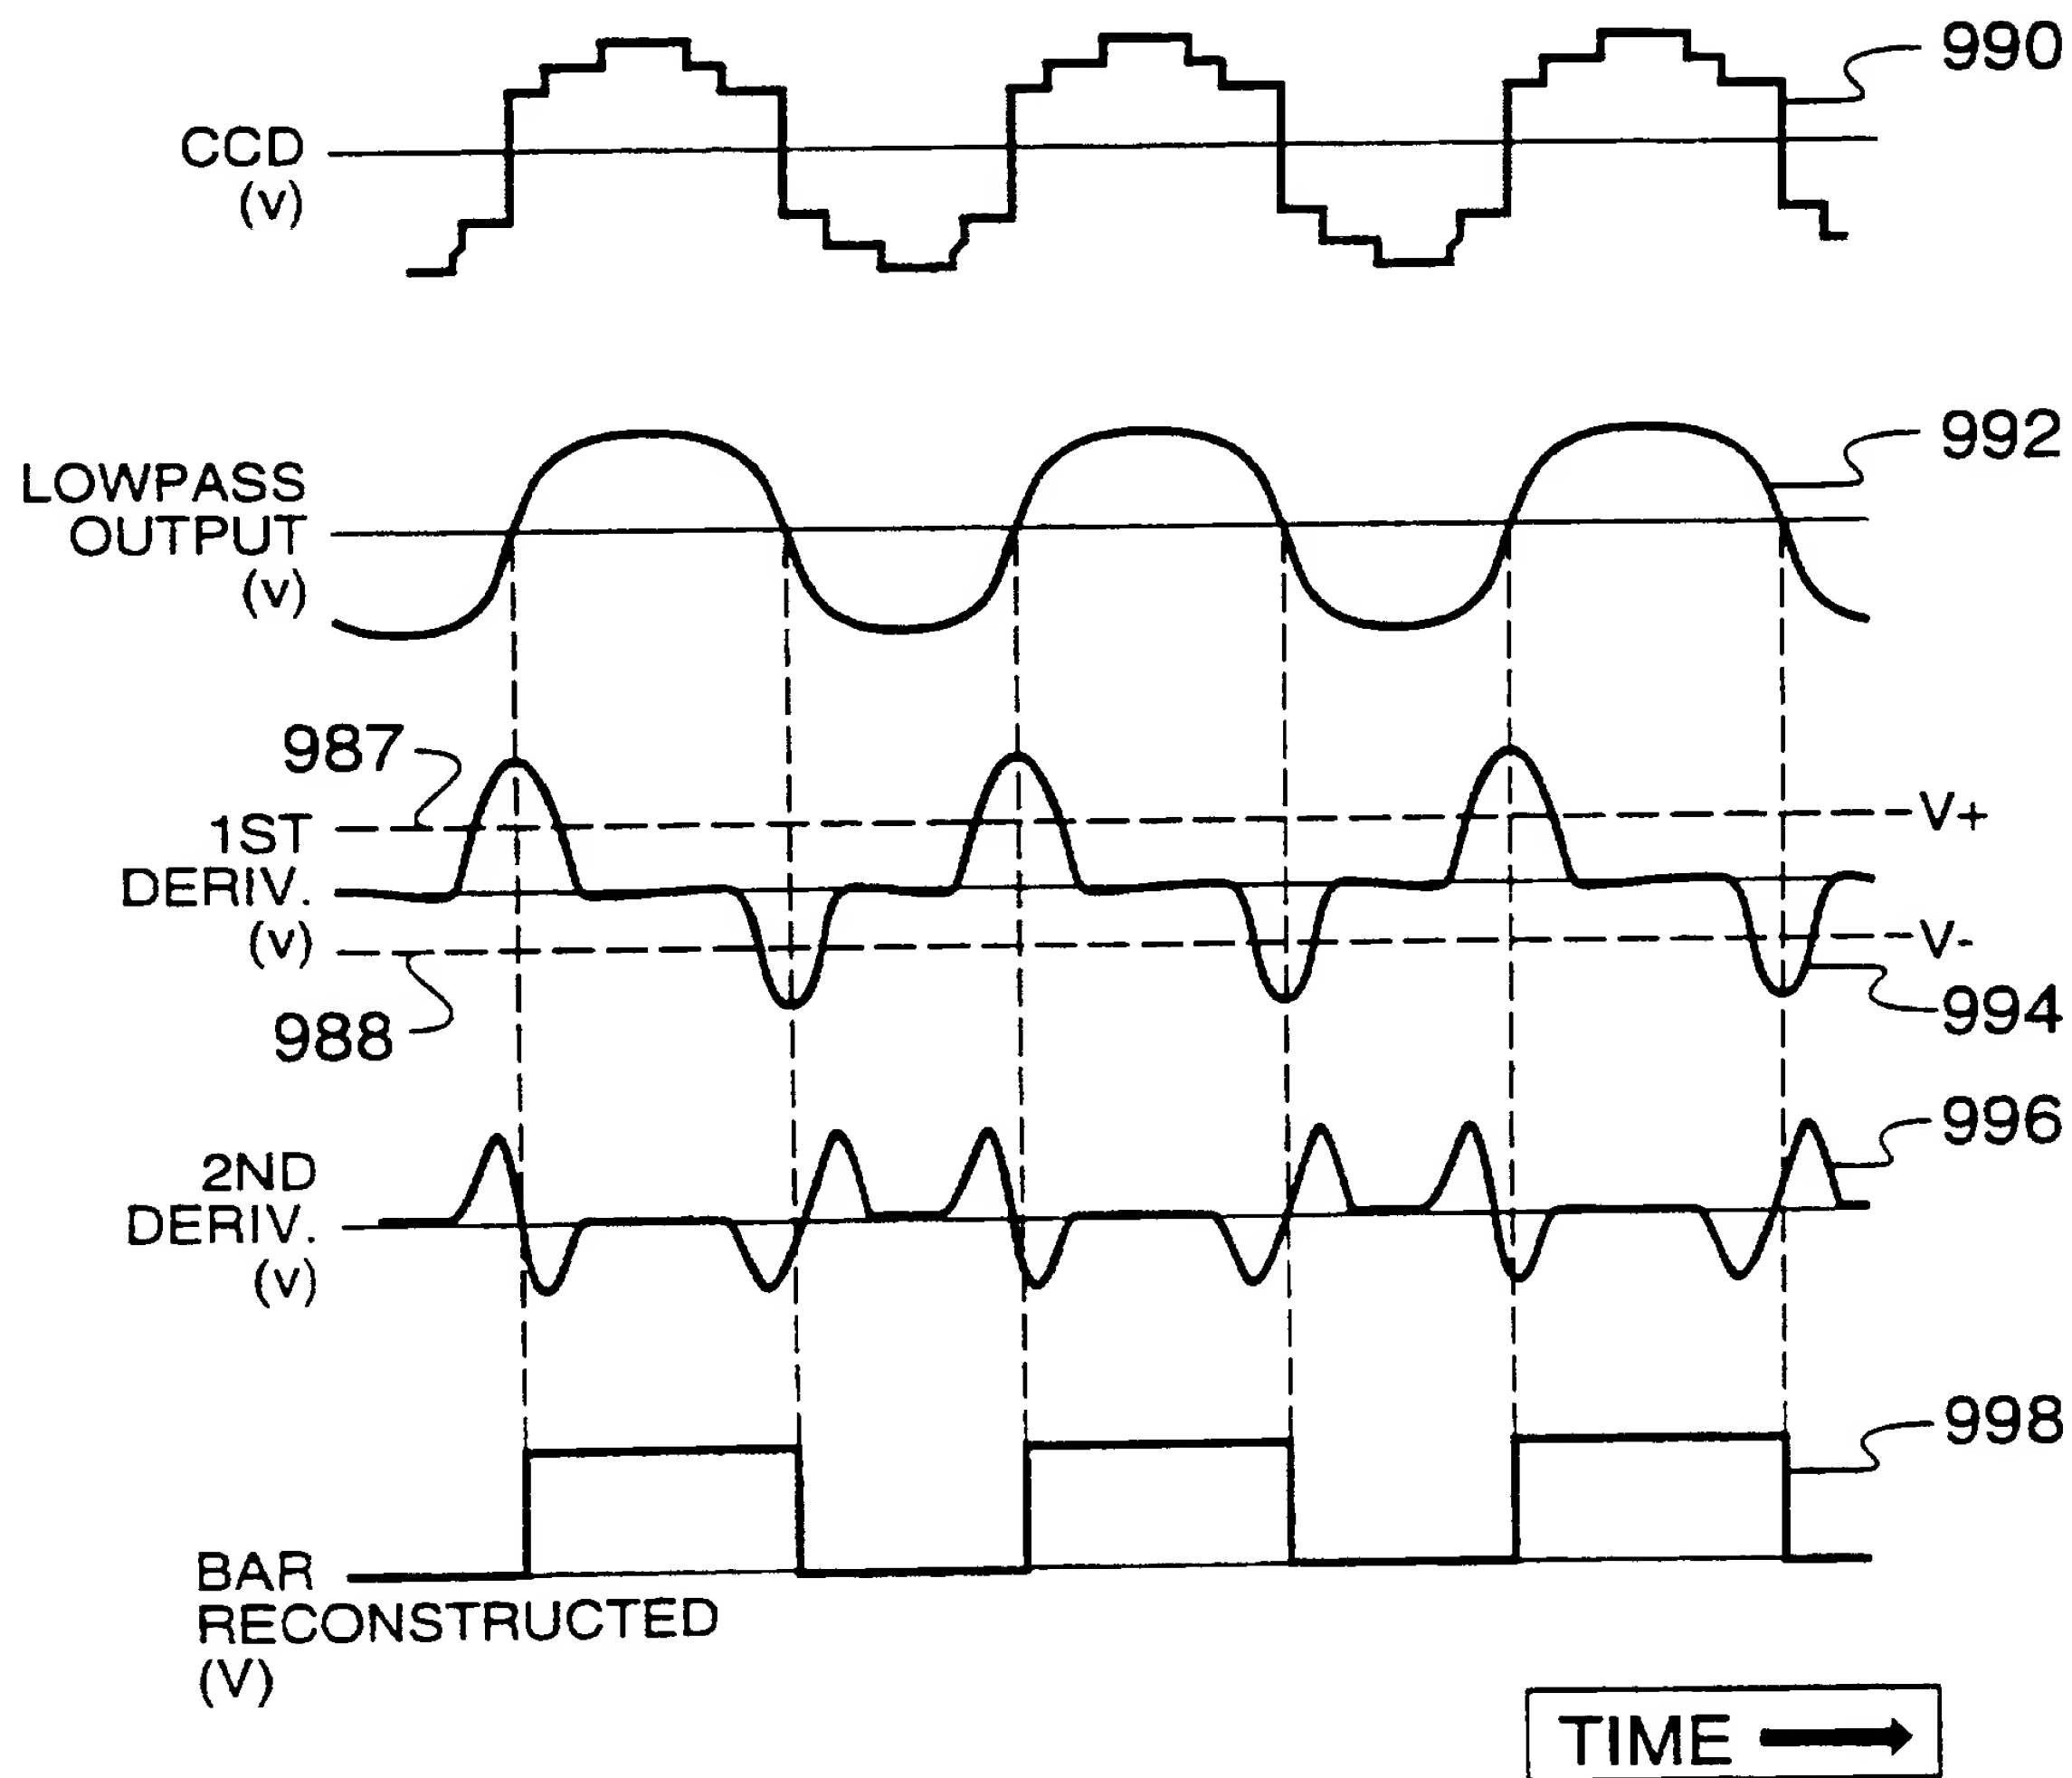 990
CCD
(v)
992
LOWPASS
OUTPUT
(v)
987
V+
1ST
DERIV.
(v)
V-
994
988
996
2ND
DERIV.
(v)
998
BAR
RECONSTRUCTED
(V)
TIME